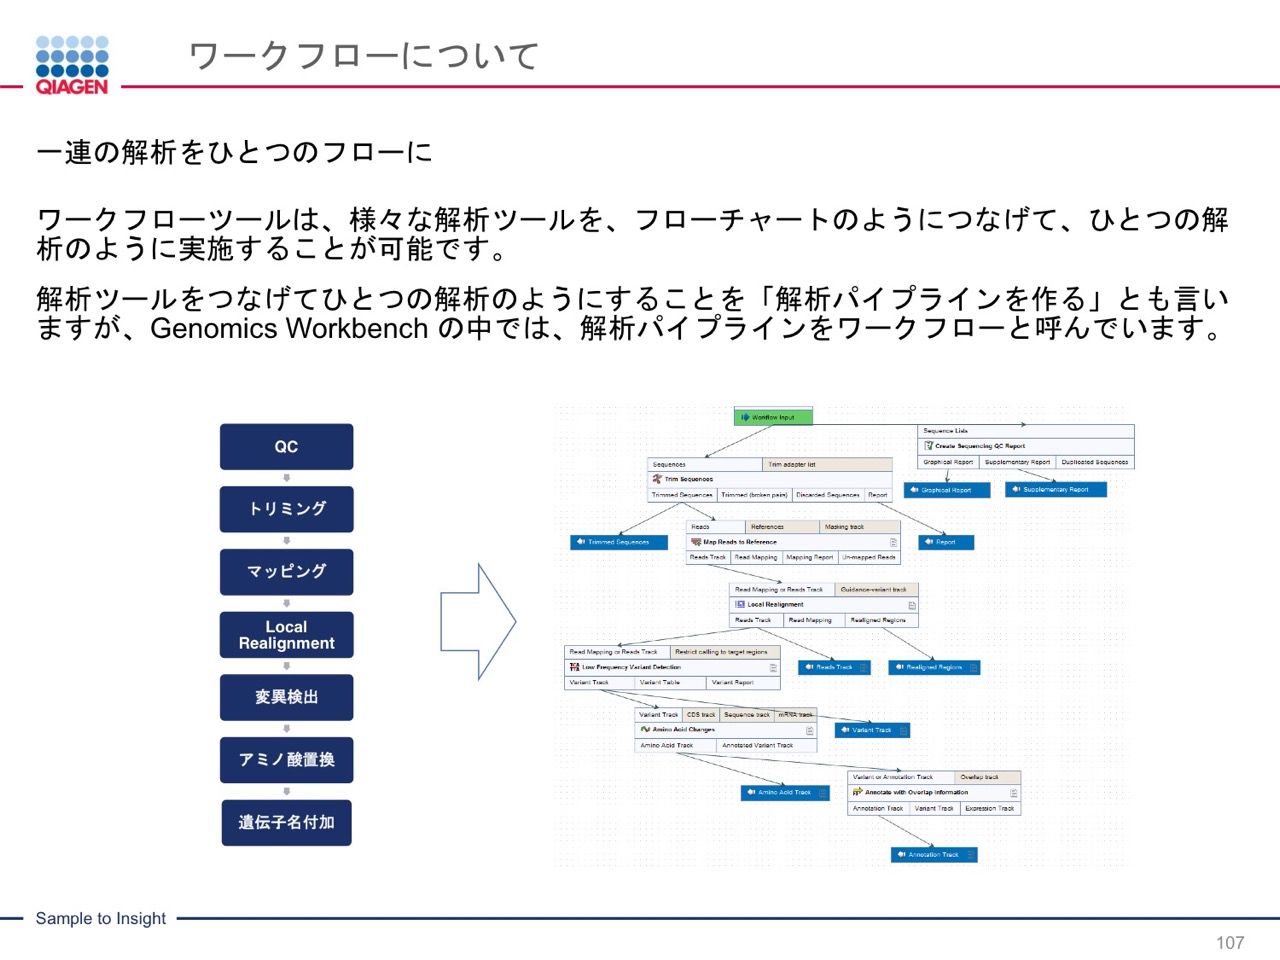 QIAGEN
ワークフローについて
一連の解析をひとつのフローに
ワークフローツールは、様々な解析ツールを、フローチャートのようにつなげて、ひとつの解
析のように実施することが可能です。
解析ツールをつなげてひとつの解析のようにすることを「解析パイプラインを作る」とも言い
ますが、Genomics Workbench の中では、解析パイプラインをワークフローと呼んでいます。
QC
トリミング
マッピング
Local
Realignment
変異検出
アミノ酸置換
遺伝子名付加
Workflow Input
Sequence Lists
Create Sequencing QC Report
Graphical Report Supplementary Report Duplicated Sequences
Graphical Report
Supplementary Report
Sequences Trim adapter list
Trim Sequences
Trimmed Sequences Trimmed (broken pairs) Discarded Sequences Report
Trimmed Sequences
Report
Reads References Masking track
Map Reads to Reference
Reads Track Read Mapping Mapping Report Un-mapped Reads
Read Mapping or Reads Track Guidance-variant track
Local Realignment
Reads Track Read Mapping Realigned Regions
Reads Track
Realigned Regions
Read Mapping or Reads Track Restrict calling to target regions
Low Frequency Variant Detection
Variant Track Variant Table Variant Report
Variant Track
Variant Track CDS track Sequence track mRNA track
Amino Acid Changes
Amino Acid Track Annotated Variant Track
Amino Acid Track
Variant or Annotation Track Overlap track
Annotate with Overlap Information
Annotation Track Variant Track Expression Track
Annotation Track
Sample to Insight
107